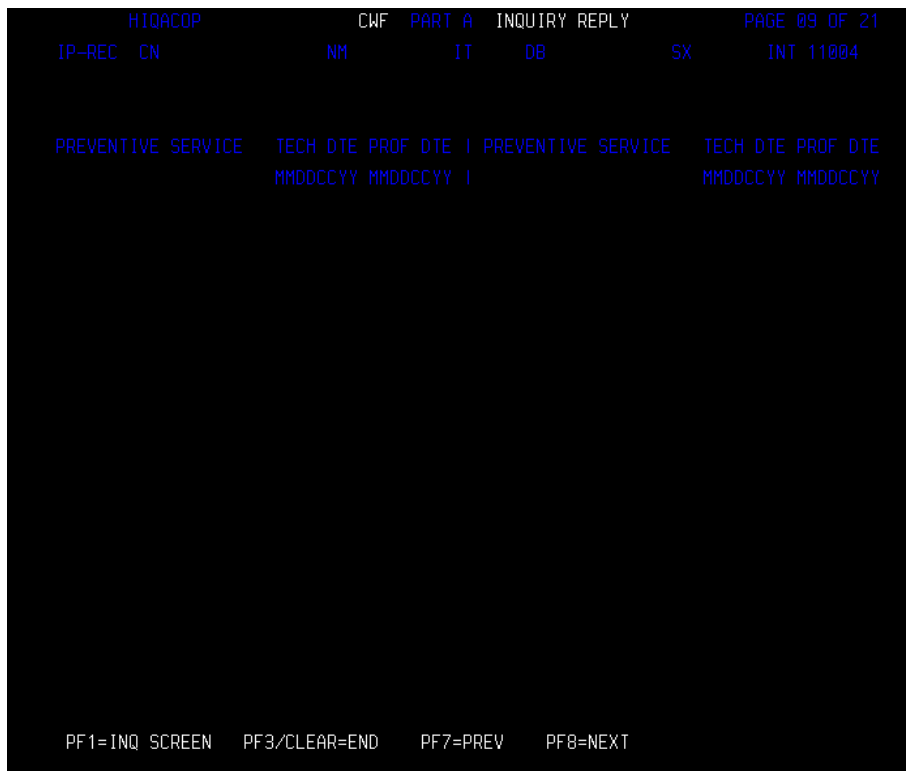 HIQACOP CWF PART A INQUIRY REPLY PAGE 09 OF 21
IP-REC CN NM IT DB SX INT 11004
PREVENTIVE SERVICE TECH DTE PROF DTE | PREVENTIVE SERVICE TECH DTE PROF DTE
MMDDCCYY MMDDCCYY | MMDDCCYY MMDDCCYY
PF1=INQ SCREEN PF3/CLEAR=END PF7=PREV PF8=NEXT